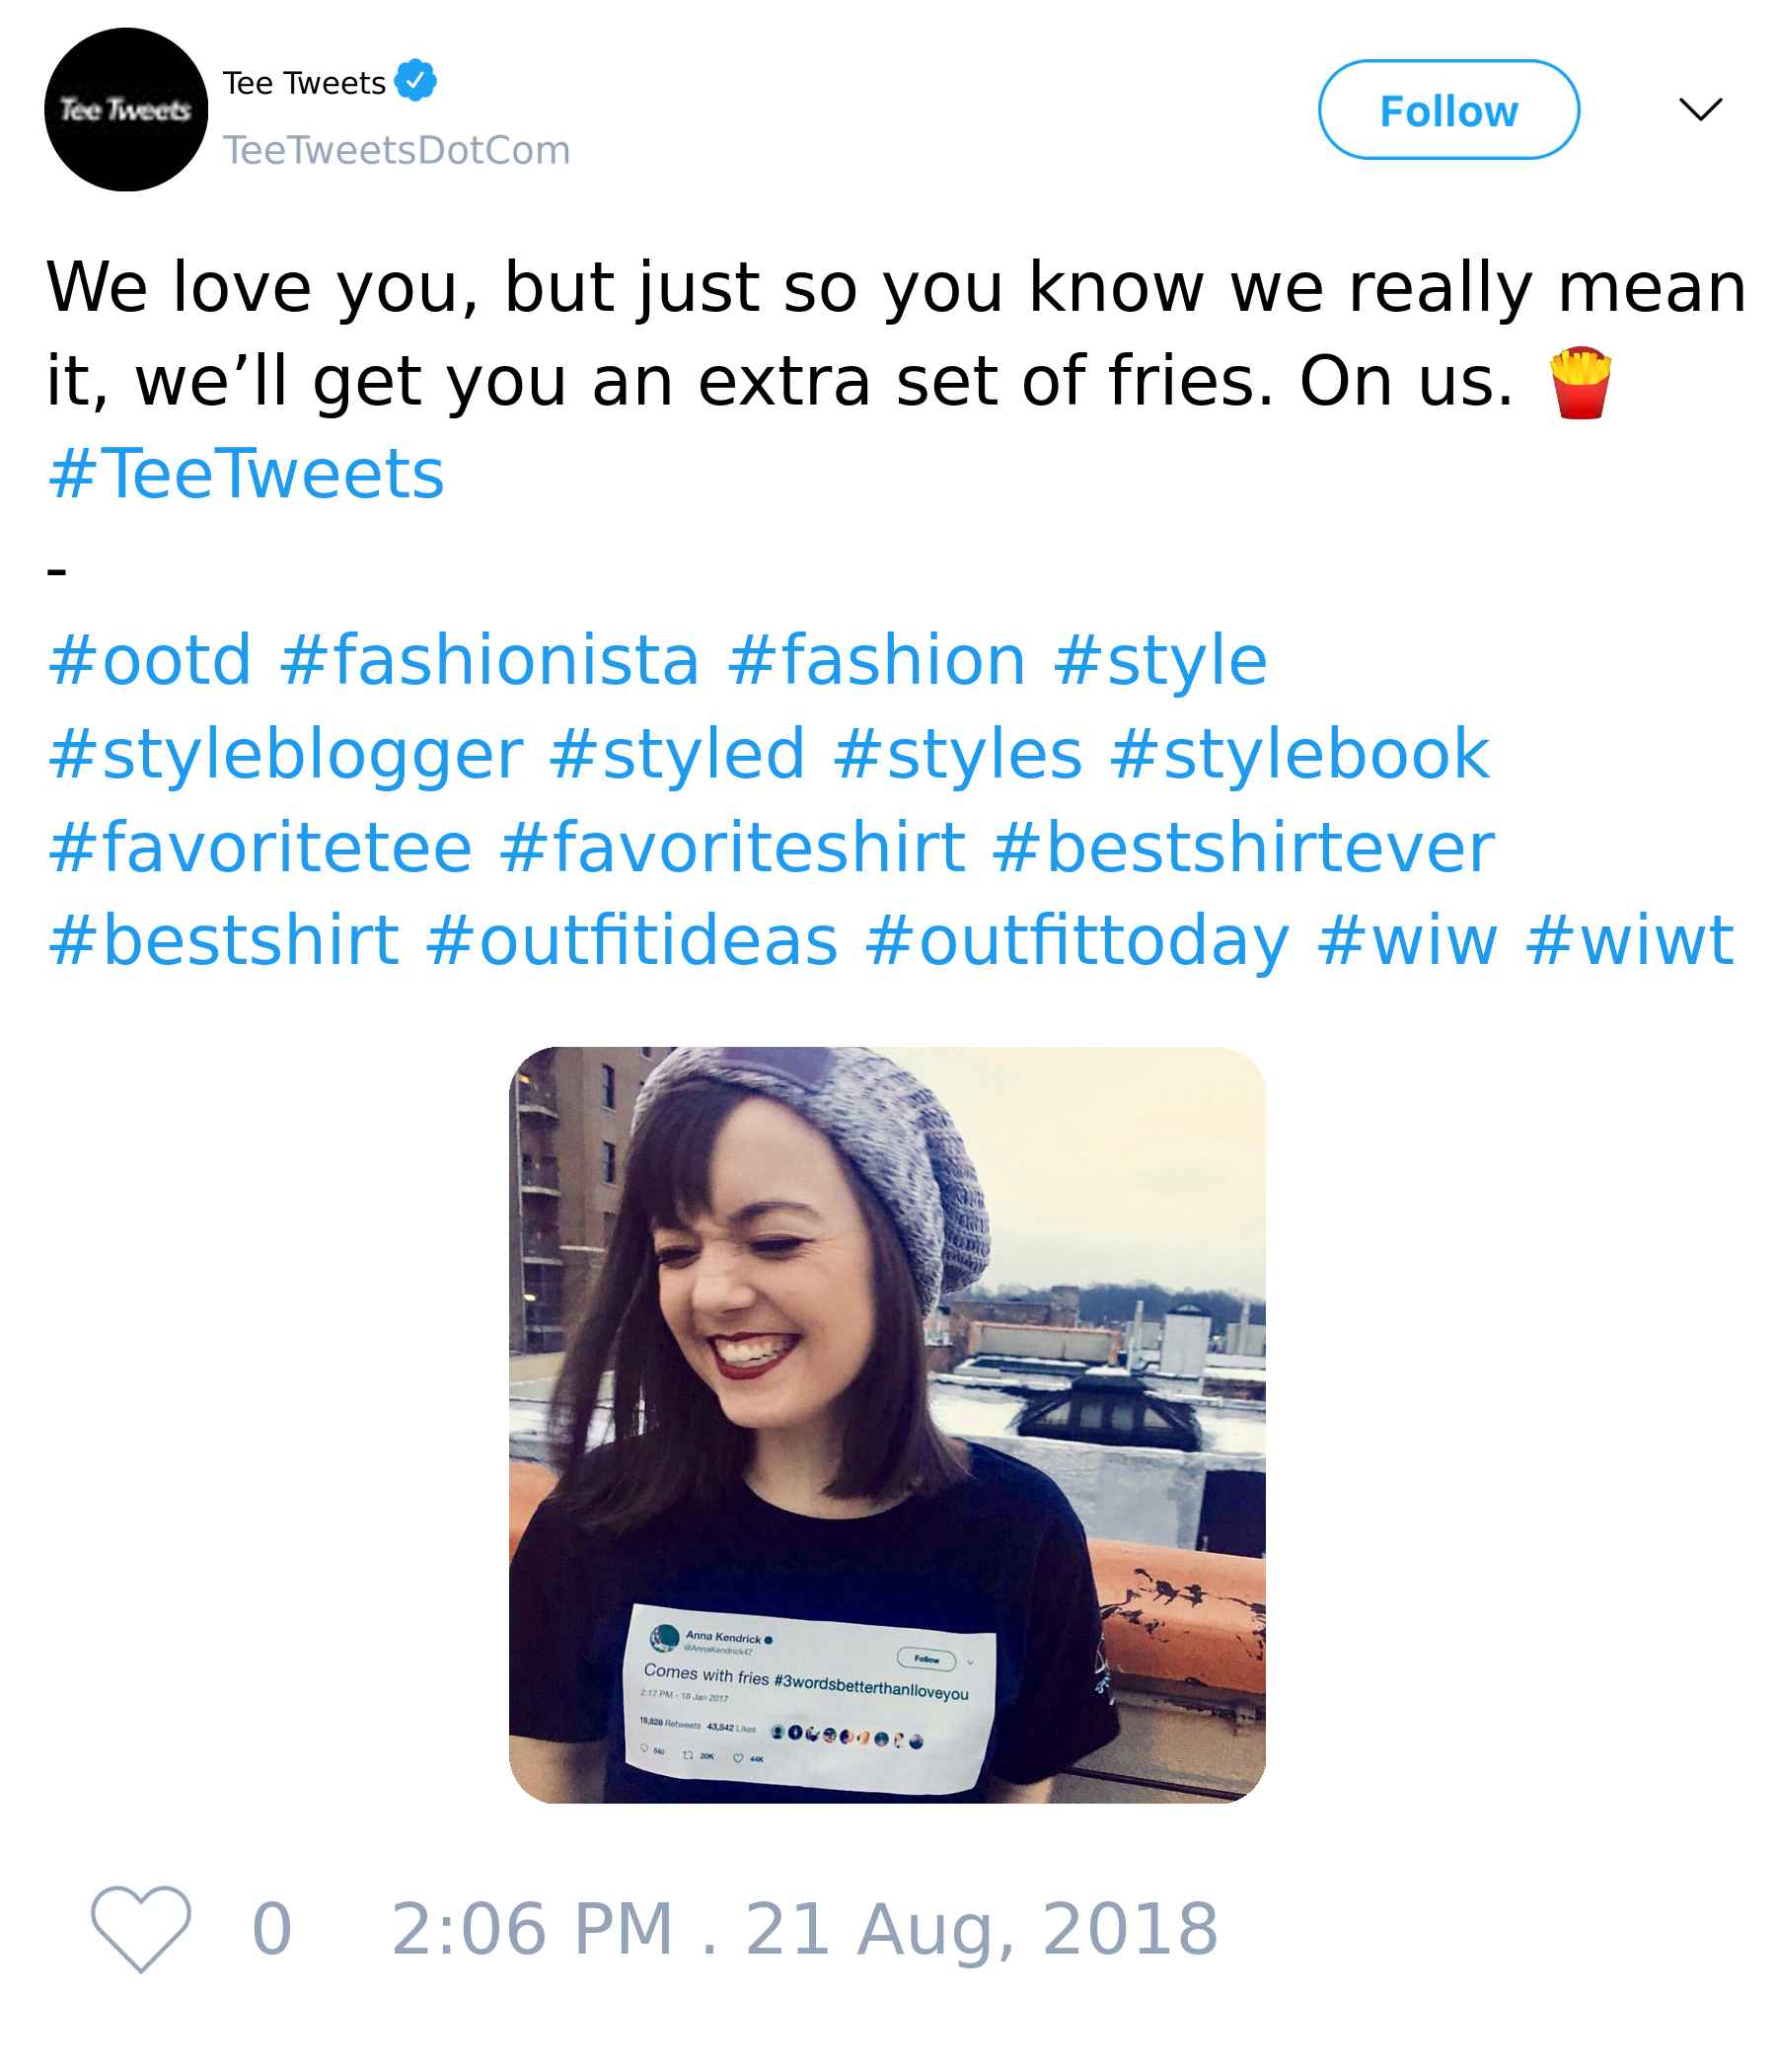 Tee Tweets
Tee Tweets
TeeTweetsDotCom
Follow
We love you, but just so you know we really mean
it, we’ll get you an extra set of fries. On us. 🍟
#TeeTweets
-
#ootd #fashionista #fashion #style
#styleblogger #styled #styles #stylebook
#favoritetee #favoriteshirt #bestshirtever
#bestshirt #outfitideas #outfittoday #wiw #wiwt
Anna Kendrick
@AnnaKendrick47
Follow
Comes with fries #3wordsbetterthanIloveyou
2:17 PM - 18 Jan 2017
19,826 Retweets 43,542 Likes
840 20K 44K
0 2:06 PM . 21 Aug, 2018